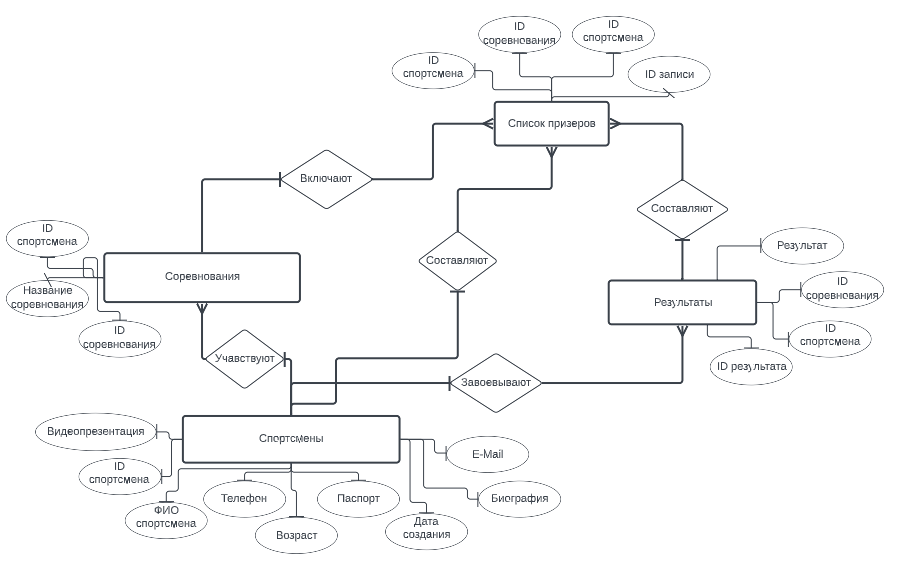 ID
соревнования
ID
спортсмена
ID
спортсмена
ID записи
Список призеров
Включают
Составляют
ID
спортсмена
Результат
Составляют
Соревнования
Название
соревнования
ID
соревнования
Результаты
ID
соревнования
ID
спортсмена
Учавствуют
ID результата
Завоевывают
Видеопрезентация
Спортсмены
E-Mail
ID
спортсмена
Телефен
Паспорт
Биография
ФИО
спортсмена
Возраст
Дата
создания